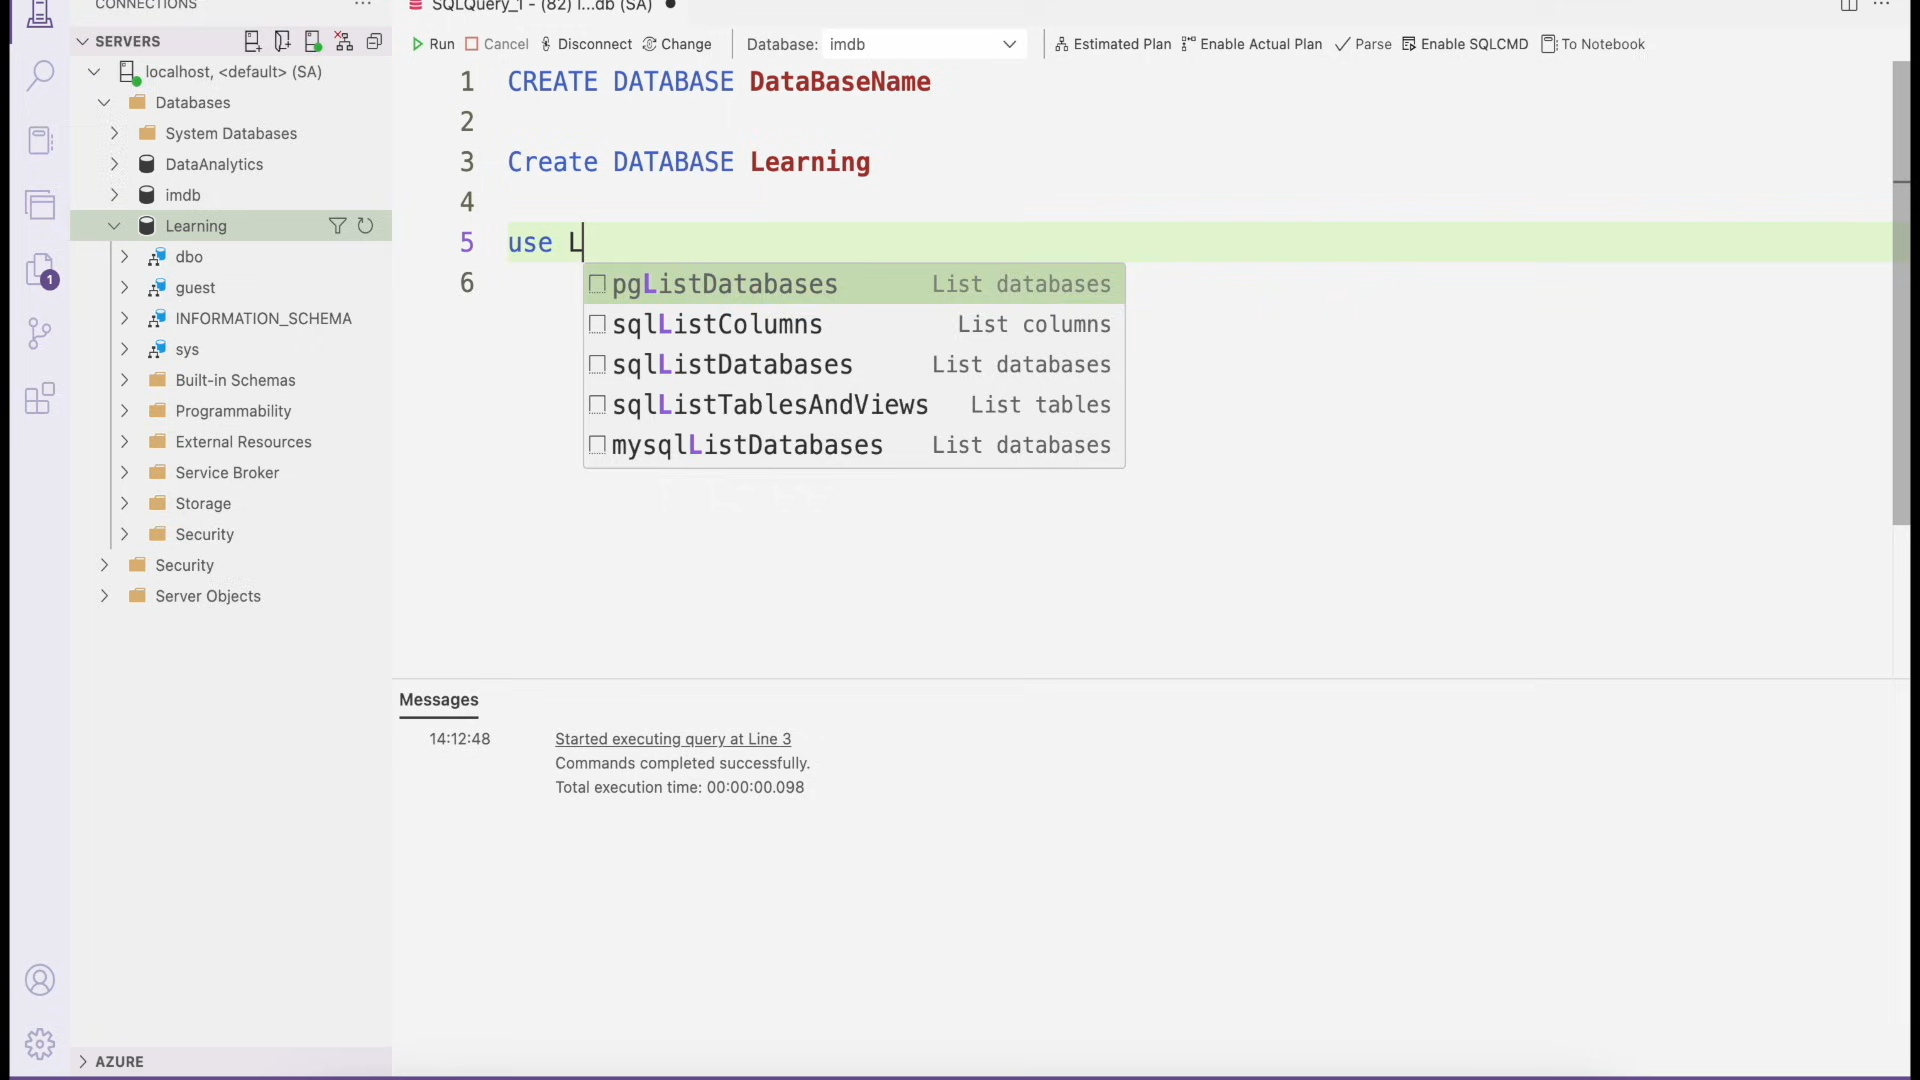 CONNECTIONS
SQLQuery_1 - (82) l...db (SA)
SERVERS
Run Cancel Disconnect Change Database: imdb Estimated Plan Enable Actual Plan Parse Enable SQLCMD To Notebook
localhost, <default> (SA)
Databases
System Databases
DataAnalytics
imdb
Learning
dbo
guest
INFORMATION_SCHEMA
sys
Built-in Schemas
Programmability
External Resources
Service Broker
Storage
Security
Security
Server Objects
1
AZURE
1 CREATE DATABASE DataBaseName
2
3 Create DATABASE Learning
4
5 use L
6
pgListDatabases List databases
sqlListColumns List columns
sqlListDatabases List databases
sqlListTablesAndViews List tables
mysqlListDatabases List databases
Messages
14:12:48 Started executing query at Line 3
Commands completed successfully.
Total execution time: 00:00:00.098